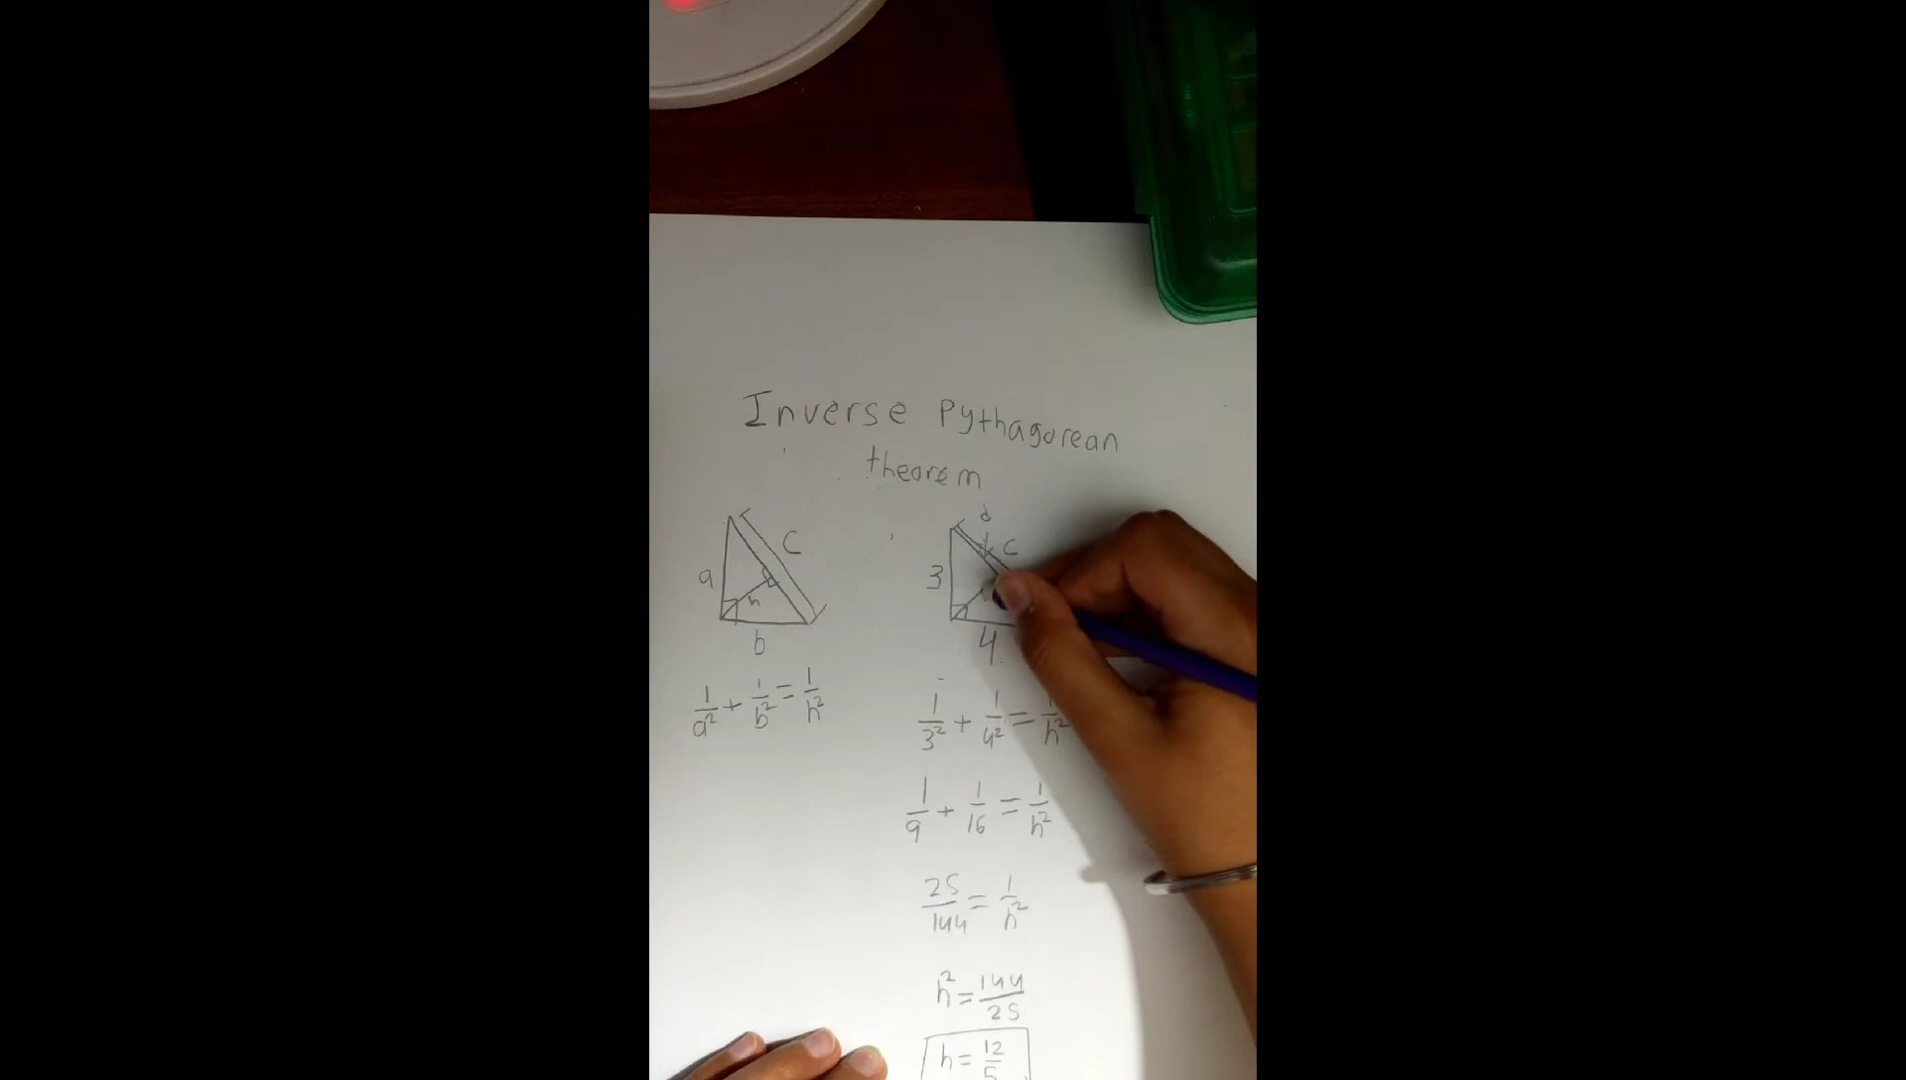 Inverse Pythagorean
theorem
a
h
C
b
1/a² + 1/b² = 1/h²
d
C
3
4
1/3² + 1/4² = 1/h²
1/9 + 1/16 = 1/h²
25/144 = 1/h²
h² = 144/25
h = 12/5